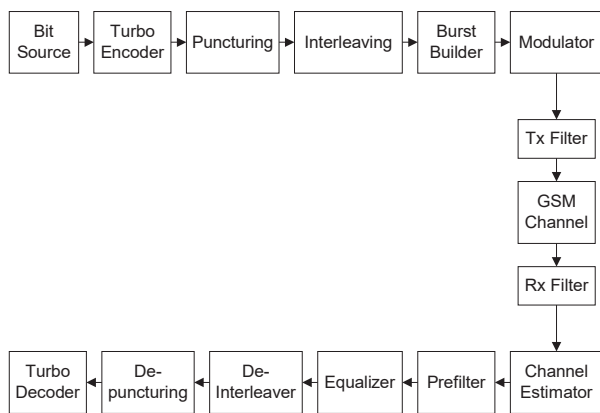 Bit
Source
Turbo
Encoder
Puncturing
Interleaving
Burst
Builder
Modulator
Tx Filter
GSM
Channel
Rx Filter
Channel
Estimator
Prefilter
Equalizer
De-
Interleaver
De-
puncturing
Turbo
Decoder